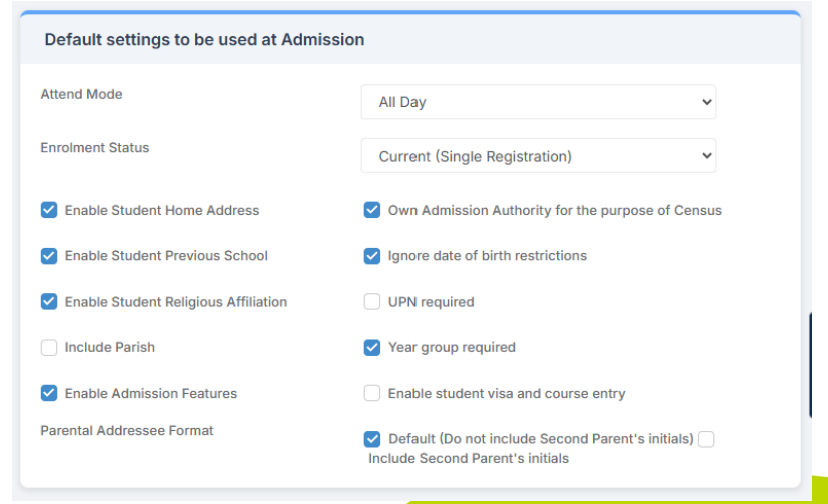 Default settings to be used at Admission
Attend Mode
All Day
Enrolment Status
Current (Single Registration)
Enable Student Home Address
Own Admission Authority for the purpose of Census
Enable Student Previous School
Ignore date of birth restrictions
Enable Student Religious Affiliation
UPN required
Include Parish
Year group required
Enable Admission Features
Enable student visa and course entry
Parental Addressee Format
Default (Do not include Second Parent's initials)
Include Second Parent's initials